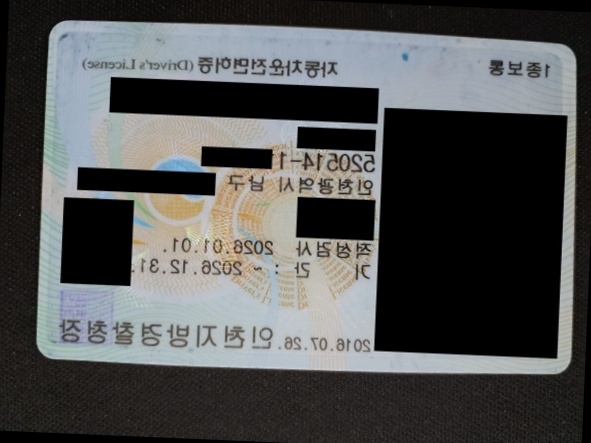 1종보통 자동차운전면허증 (Driver's License)
520514-1
인천광역시 남구
적성검사 2026.01.01.
기 간 : ~ 2026.12.31.
2016.07.26. 인천지방경찰청장